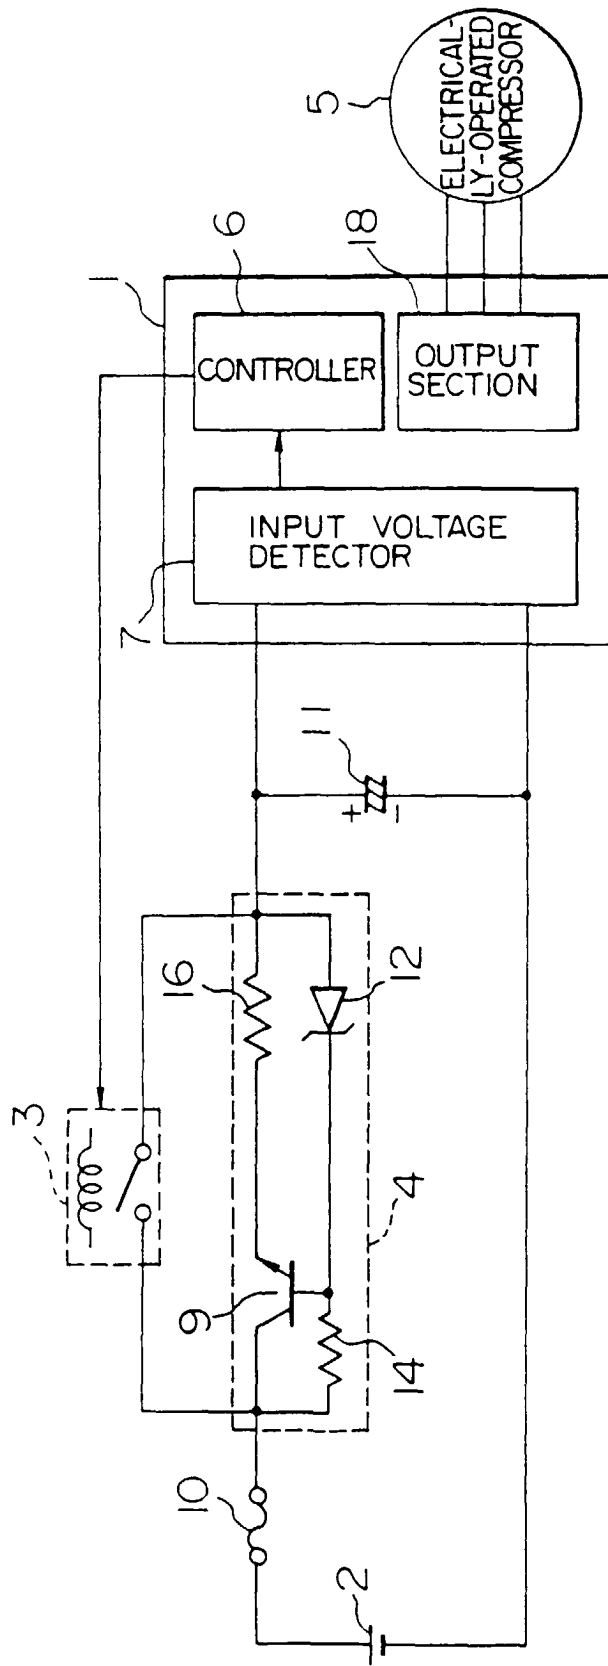 1
3
10
9
16
11
7
6
18
5
2
14
4
12
+
-
CONTROLLER
INPUT VOLTAGE
DETECTOR
OUTPUT
SECTION
ELECTRICAL-
LY-OPERATED
COMPRESSOR